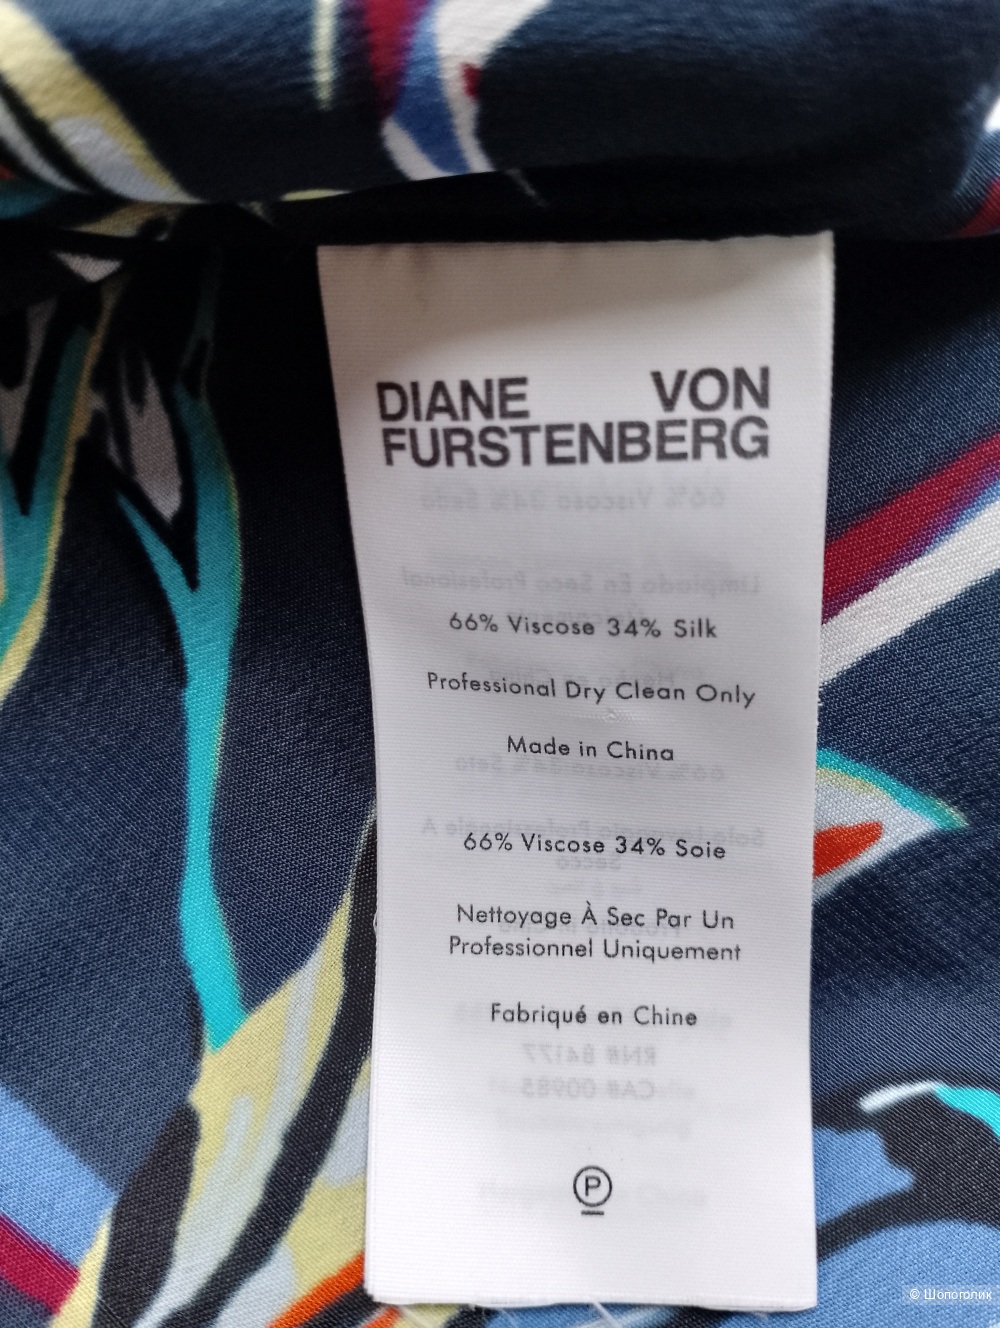 DIANE VON
FURSTENBERG
66% Viscose 34% Silk
Professional Dry Clean Only
Made in China
66% Viscose 34% Soie
Nettoyage À Sec Par Un
Professionnel Uniquement
Fabriqué en Chine
RN# 84177
CA# 00985
P
© Шопоголик